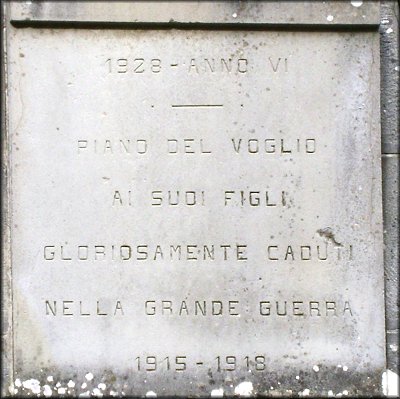 1928 - ANNO VI
PIANO DEL VOGLIO
AI SUOI FIGLI
GLORIOSAMENTE CADUTI
NELLA GRANDE GUERRA
1915 - 1918